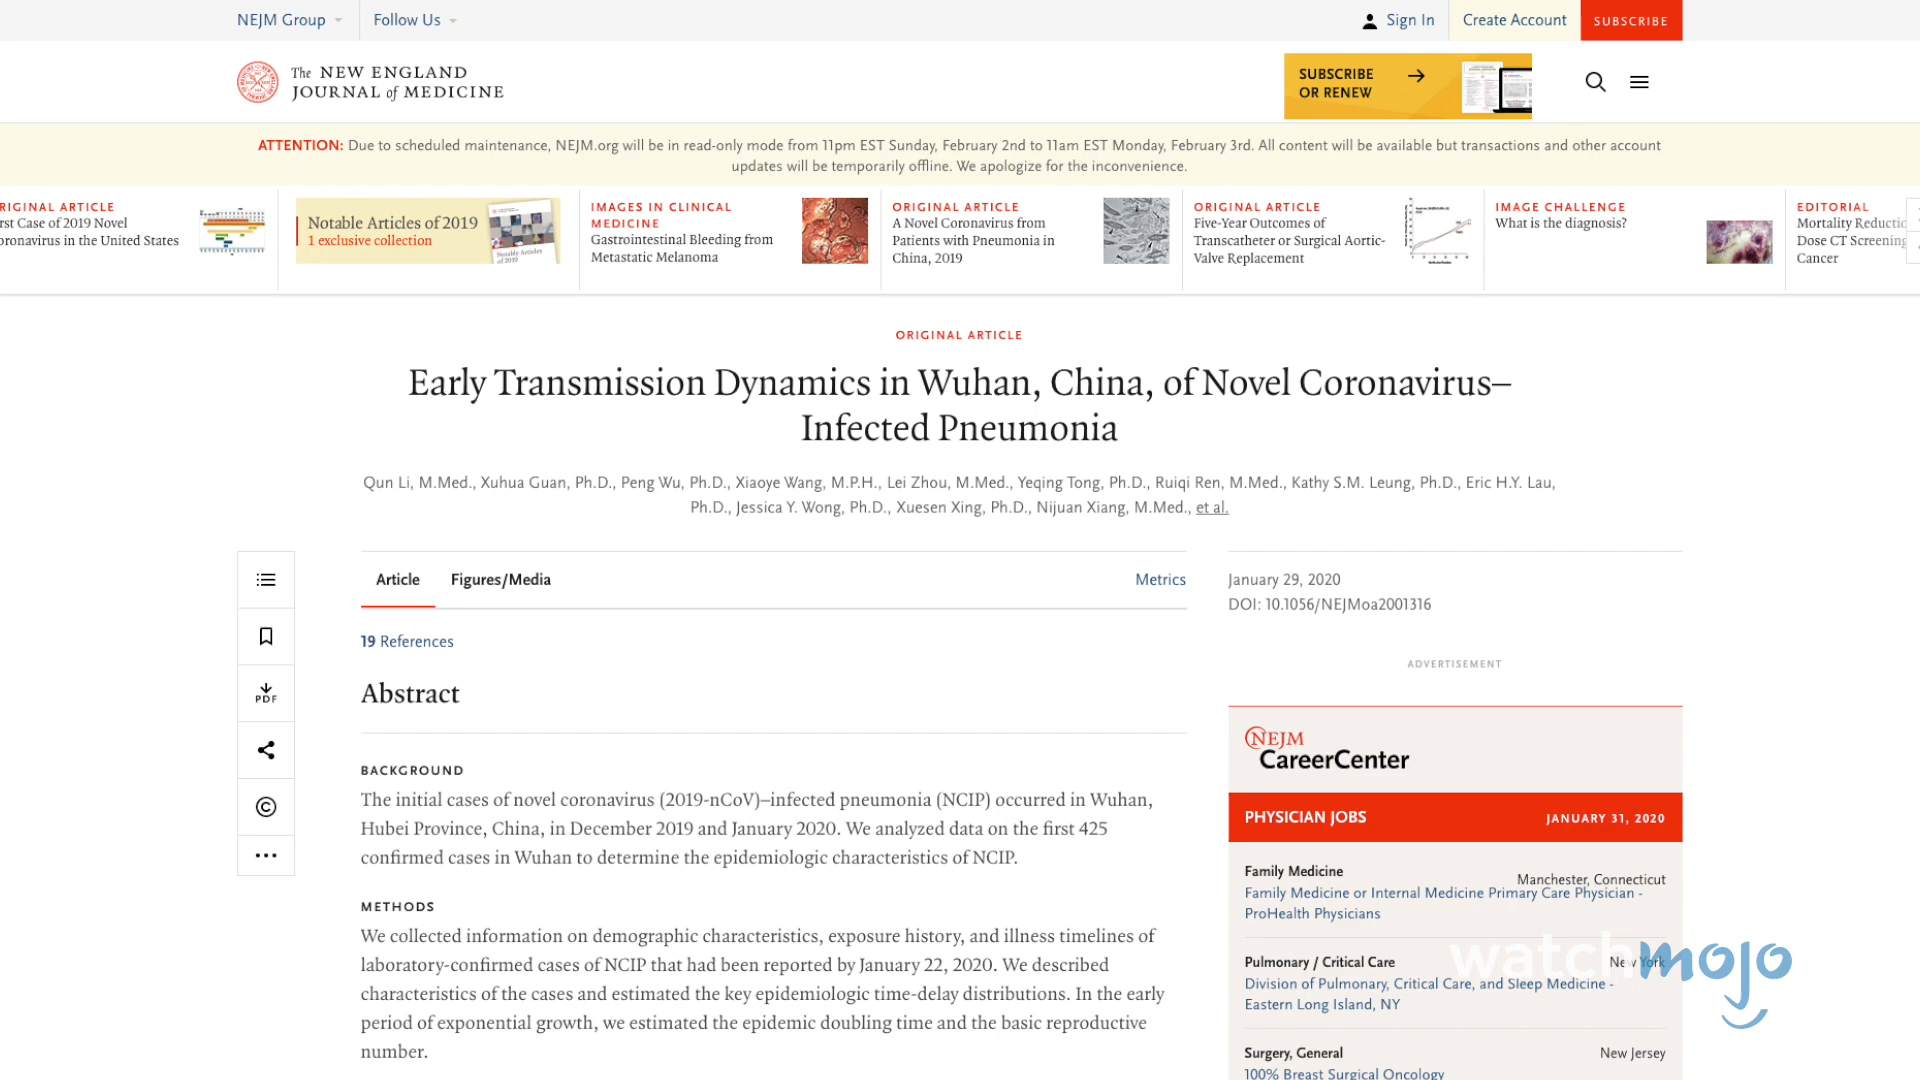 NEJM Group
Follow Us
Sign In
Create Account
SUBSCRIBE
The NEW ENGLAND
JOURNAL of MEDICINE
SUBSCRIBE
OR RENEW
ATTENTION: Due to scheduled maintenance, NEJM.org will be in read-only mode from 11pm EST Sunday, February 2nd to 11am EST Monday, February 3rd. All content will be available but transactions and other account
updates will be temporarily offline. We apologize for the inconvenience.
RIGINAL ARTICLE
rst Case of 2019 Novel
oronavirus in the United States
Notable Articles of 2019
1 exclusive collection
Notable Articles
of 2019
IMAGES IN CLINICAL
MEDICINE
Gastrointestinal Bleeding from
Metastatic Melanoma
ORIGINAL ARTICLE
A Novel Coronavirus from
Patients with Pneumonia in
China, 2019
ORIGINAL ARTICLE
Five-Year Outcomes of
Transcatheter or Surgical Aortic-
Valve Replacement
IMAGE CHALLENGE
What is the diagnosis?
EDITORIAL
Mortality Reductic
Dose CT Screening
Cancer
ORIGINAL ARTICLE
Early Transmission Dynamics in Wuhan, China, of Novel Coronavirus–
Infected Pneumonia
Qun Li, M.Med., Xuhua Guan, Ph.D., Peng Wu, Ph.D., Xiaoye Wang, M.P.H., Lei Zhou, M.Med., Yeqing Tong, Ph.D., Ruiqi Ren, M.Med., Kathy S.M. Leung, Ph.D., Eric H.Y. Lau,
Ph.D., Jessica Y. Wong, Ph.D., Xuesen Xing, Ph.D., Nijuan Xiang, M.Med., et al.
Article
Figures/Media
Metrics
19 References
Abstract
BACKGROUND
The initial cases of novel coronavirus (2019-nCoV)–infected pneumonia (NCIP) occurred in Wuhan,
Hubei Province, China, in December 2019 and January 2020. We analyzed data on the first 425
confirmed cases in Wuhan to determine the epidemiologic characteristics of NCIP.
METHODS
We collected information on demographic characteristics, exposure history, and illness timelines of
laboratory-confirmed cases of NCIP that had been reported by January 22, 2020. We described
characteristics of the cases and estimated the key epidemiologic time-delay distributions. In the early
period of exponential growth, we estimated the epidemic doubling time and the basic reproductive
number.
PDF
January 29, 2020
DOI: 10.1056/NEJMoa2001316
ADVERTISEMENT
NEJM
CareerCenter
PHYSICIAN JOBS
JANUARY 31, 2020
Family Medicine
Manchester, Connecticut
Family Medicine or Internal Medicine Primary Care Physician -
ProHealth Physicians
Pulmonary / Critical Care
New York
Division of Pulmonary, Critical Care, and Sleep Medicine -
Eastern Long Island, NY
Surgery, General
New Jersey
100% Breast Surgical Oncology
watchmojo